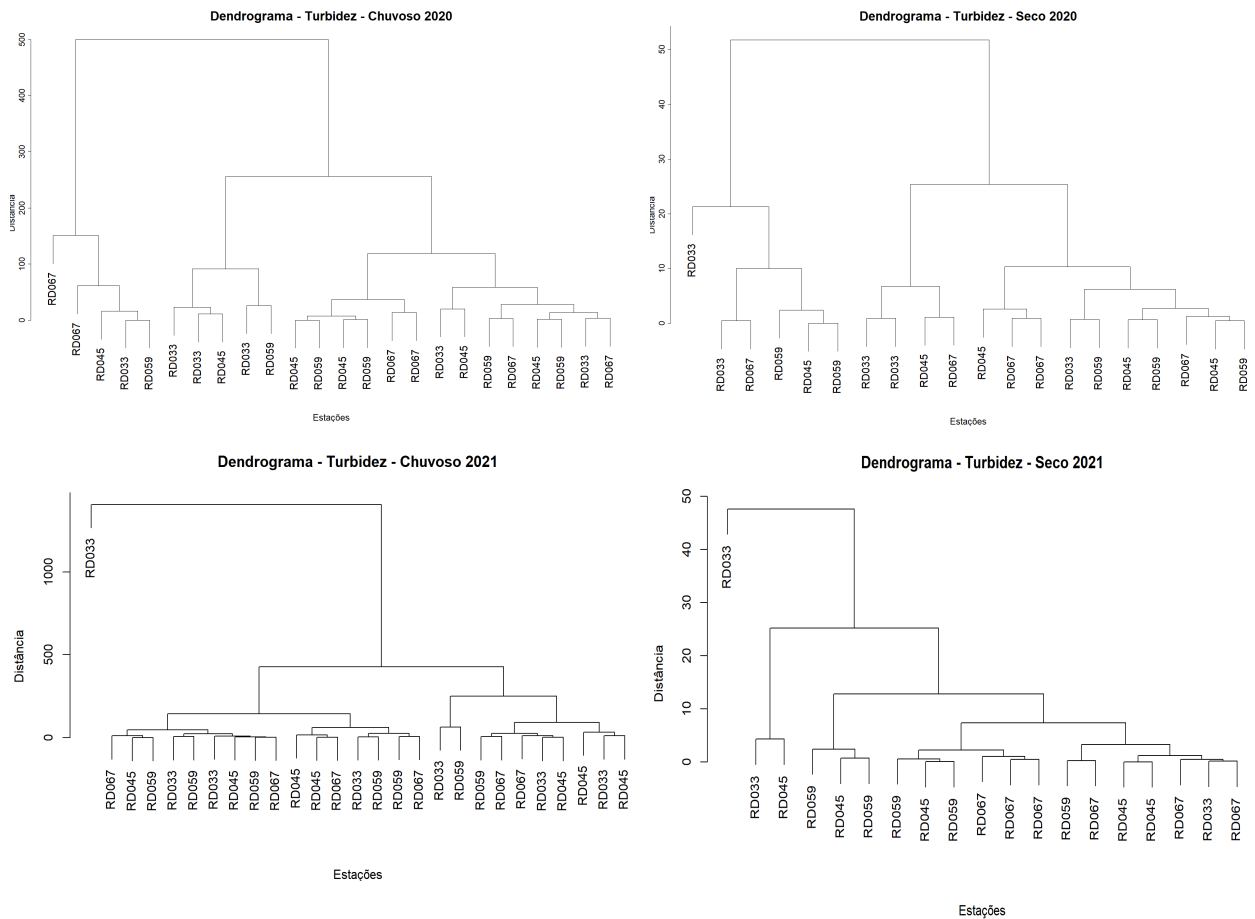 Dendrograma - Turbidez - Chuvoso 2020
Distância
500
400
300
200
100
0
RD067
RD067
RD045
RD033
RD059
RD033
RD033
RD045
RD033
RD059
RD045
RD059
RD045
RD059
RD067
RD067
RD033
RD045
RD059
RD067
RD045
RD059
RD033
RD067
Estações
Dendrograma - Turbidez - Seco 2020
Distância
50
40
30
20
10
0
RD033
RD033
RD067
RD059
RD045
RD059
RD033
RD033
RD045
RD067
RD045
RD067
RD067
RD033
RD059
RD045
RD059
RD067
RD045
RD059
Estações
Dendrograma - Turbidez - Chuvoso 2021
Distância
1000
500
0
RD033
RD067
RD045
RD059
RD033
RD059
RD033
RD045
RD059
RD067
RD045
RD045
RD067
RD033
RD059
RD059
RD067
RD033
RD059
RD059
RD067
RD067
RD033
RD045
RD045
RD033
RD045
Estações
Dendrograma - Turbidez - Seco 2021
Distância
50
40
30
20
10
0
RD033
RD033
RD045
RD059
RD045
RD059
RD059
RD045
RD059
RD067
RD067
RD067
RD059
RD067
RD045
RD045
RD067
RD033
RD067
Estações